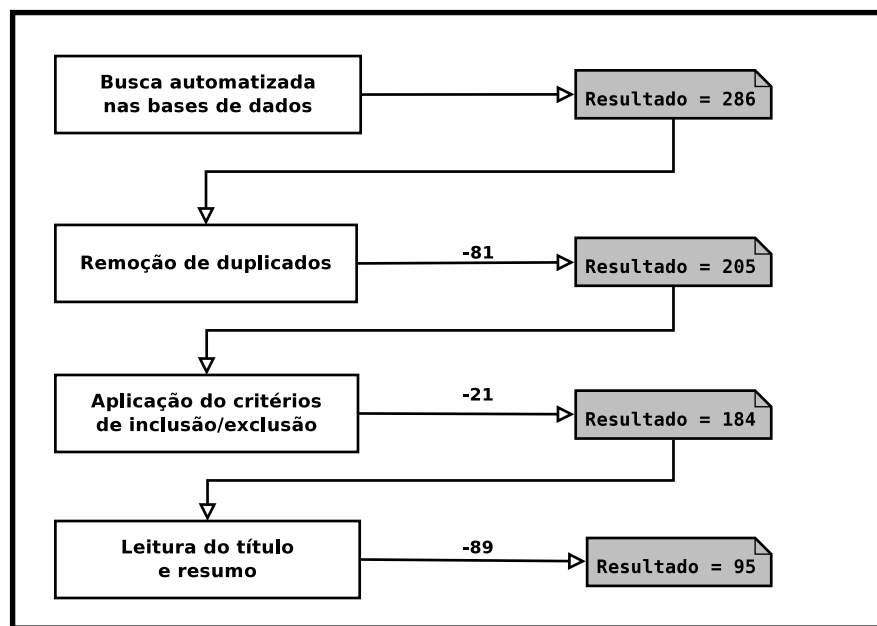 Busca automatizada
nas bases de dados
Resultado = 286
Remoção de duplicados
-81
Resultado = 205
Aplicação do critérios
de inclusão/exclusão
-21
Resultado = 184
Leitura do título
e resumo
-89
Resultado = 95